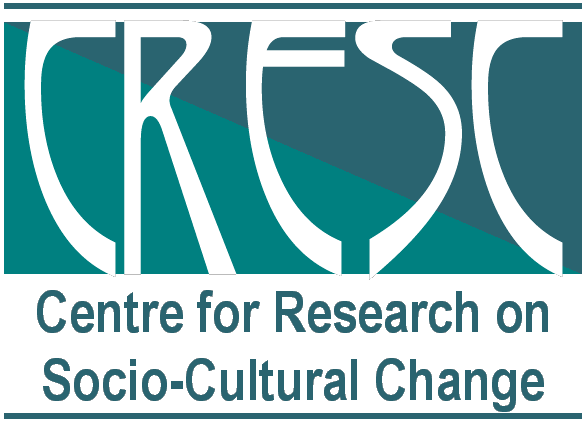 CRESC
Centre for Research on
Socio-Cultural Change